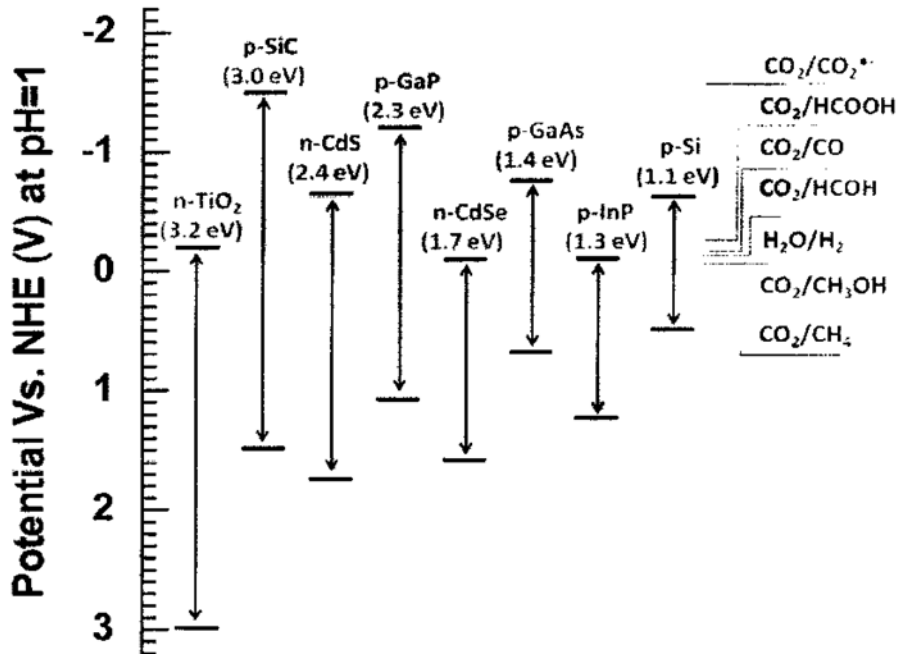 Potential Vs. NHE (V) at pH=1
-2
-1
0
1
2
3
n-TiO₂
(3.2 eV)
p-SiC
(3.0 eV)
n-CdS
(2.4 eV)
p-GaP
(2.3 eV)
n-CdSe
(1.7 eV)
p-GaAs
(1.4 eV)
p-InP
(1.3 eV)
p-Si
(1.1 eV)
CO₂/CO₂•⁻
CO₂/HCOOH
CO₂/CO
CO₂/HCOH
H₂O/H₂
CO₂/CH₃OH
CO₂/CH₄